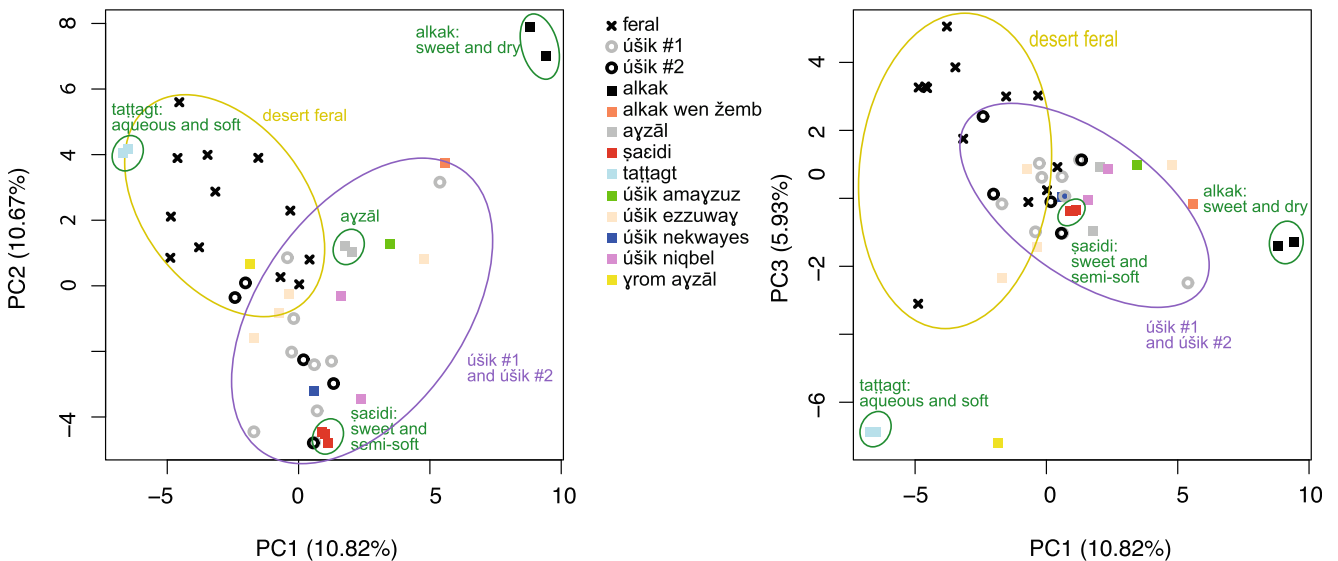 8
6
4
2
0
−4
PC2 (10.67%)
−5
0
5
10
PC1 (10.82%)
alkak:
sweet and dry
taṭṭagt:
aqueous and soft
desert feral
aɣzāl
úšik #1
and úšik #2
ṣaɛidi:
sweet and
semi-soft
feral
úšik #1
úšik #2
alkak
alkak wen žemb
aɣzāl
ṣaɛidi
taṭṭagt
úšik amaɣzuz
úšik ezzuwaɣ
úšik nekwayes
úšik niqbel
ɣrom aɣzāl
4
2
0
−2
−6
PC3 (5.93%)
−5
0
5
10
PC1 (10.82%)
desert feral
alkak:
sweet and dry
ṣaɛidi:
sweet and
semi-soft
úšik #1
and úšik #2
taṭṭagt:
aqueous and soft